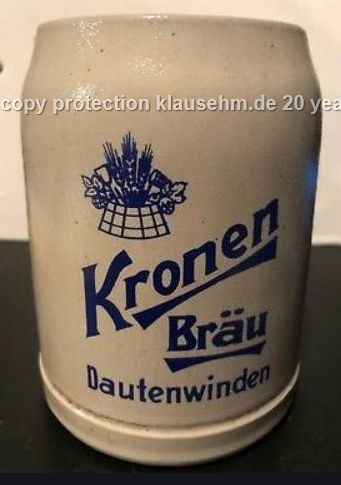 copy protection klausehm.de 20 yea
Kronen
Bräu
Dautenwinden